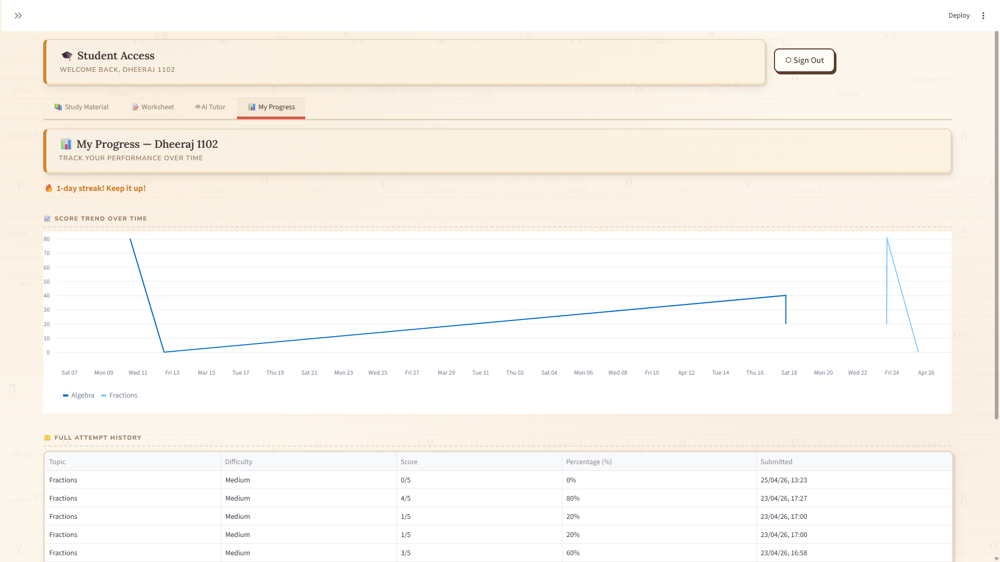 Deploy
Student Access
WELCOME BACK, DHEERAJ 1102
Sign Out
Study Material
Worksheet
AI Tutor
My Progress
My Progress — Dheeraj 1102
TRACK YOUR PERFORMANCE OVER TIME
1-day streak! Keep it up!
SCORE TREND OVER TIME
80
70
60
50
40
30
20
10
0
Sat 07 Mon 09 Wed 11 Fri 13 Mar 15 Tue 17 Thu 19 Sat 21 Mon 23 Wed 25 Fri 27 Mar 29 Tue 31 Thu 02 Sat 04 Mon 06 Wed 08 Fri 10 Apr 12 Tue 14 Thu 16 Sat 18 Mon 20 Wed 22 Fri 24 Apr 26
Algebra Fractions
FULL ATTEMPT HISTORY
Topic Difficulty Score Percentage (%) Submitted
Fractions Medium 0/5 0% 25/04/26, 13:23
Fractions Medium 4/5 80% 23/04/26, 17:27
Fractions Medium 1/5 20% 23/04/26, 17:00
Fractions Medium 1/5 20% 23/04/26, 17:00
Fractions Medium 3/5 60% 23/04/26, 16:58